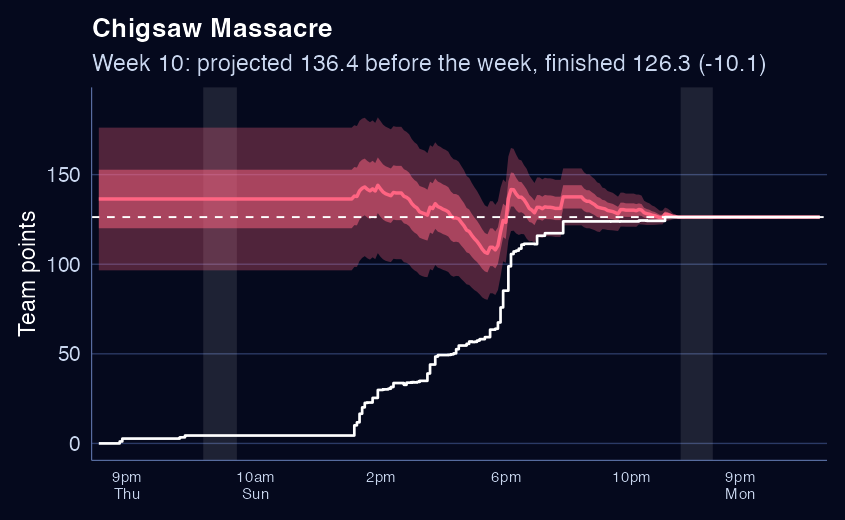 Chigsaw Massacre
Week 10: projected 136.4 before the week, finished 126.3 (-10.1)
Team points
150
100
50
0
9pm Thu
10am Sun
2pm
6pm
10pm
9pm Mon